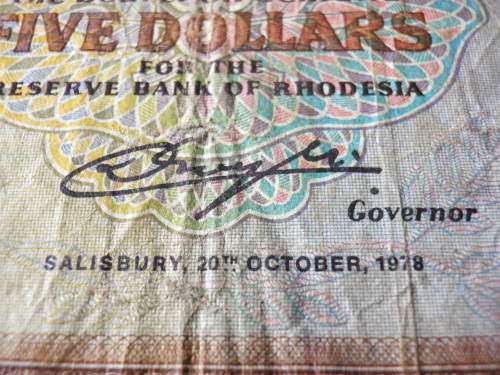 FIVE DOLLARS
FOR THE
RESERVE BANK OF RHODESIA
Governor
SALISBURY, 20TH OCTOBER, 1978